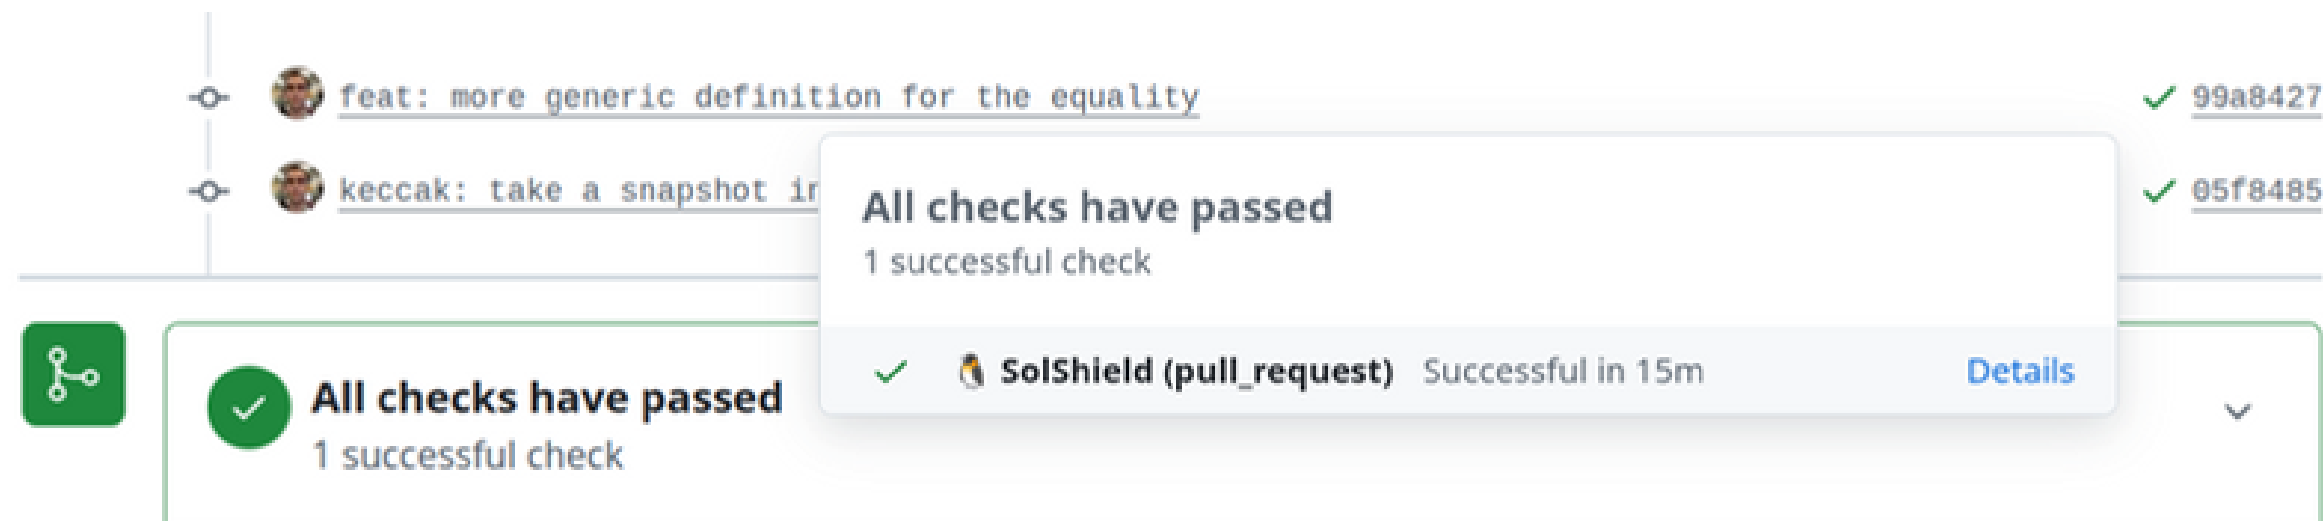 feat: more generic definition for the equality
99a8427
keccak: take a snapshot in
05f8485
All checks have passed
1 successful check
SolShield (pull_request) Successful in 15m Details
All checks have passed
1 successful check